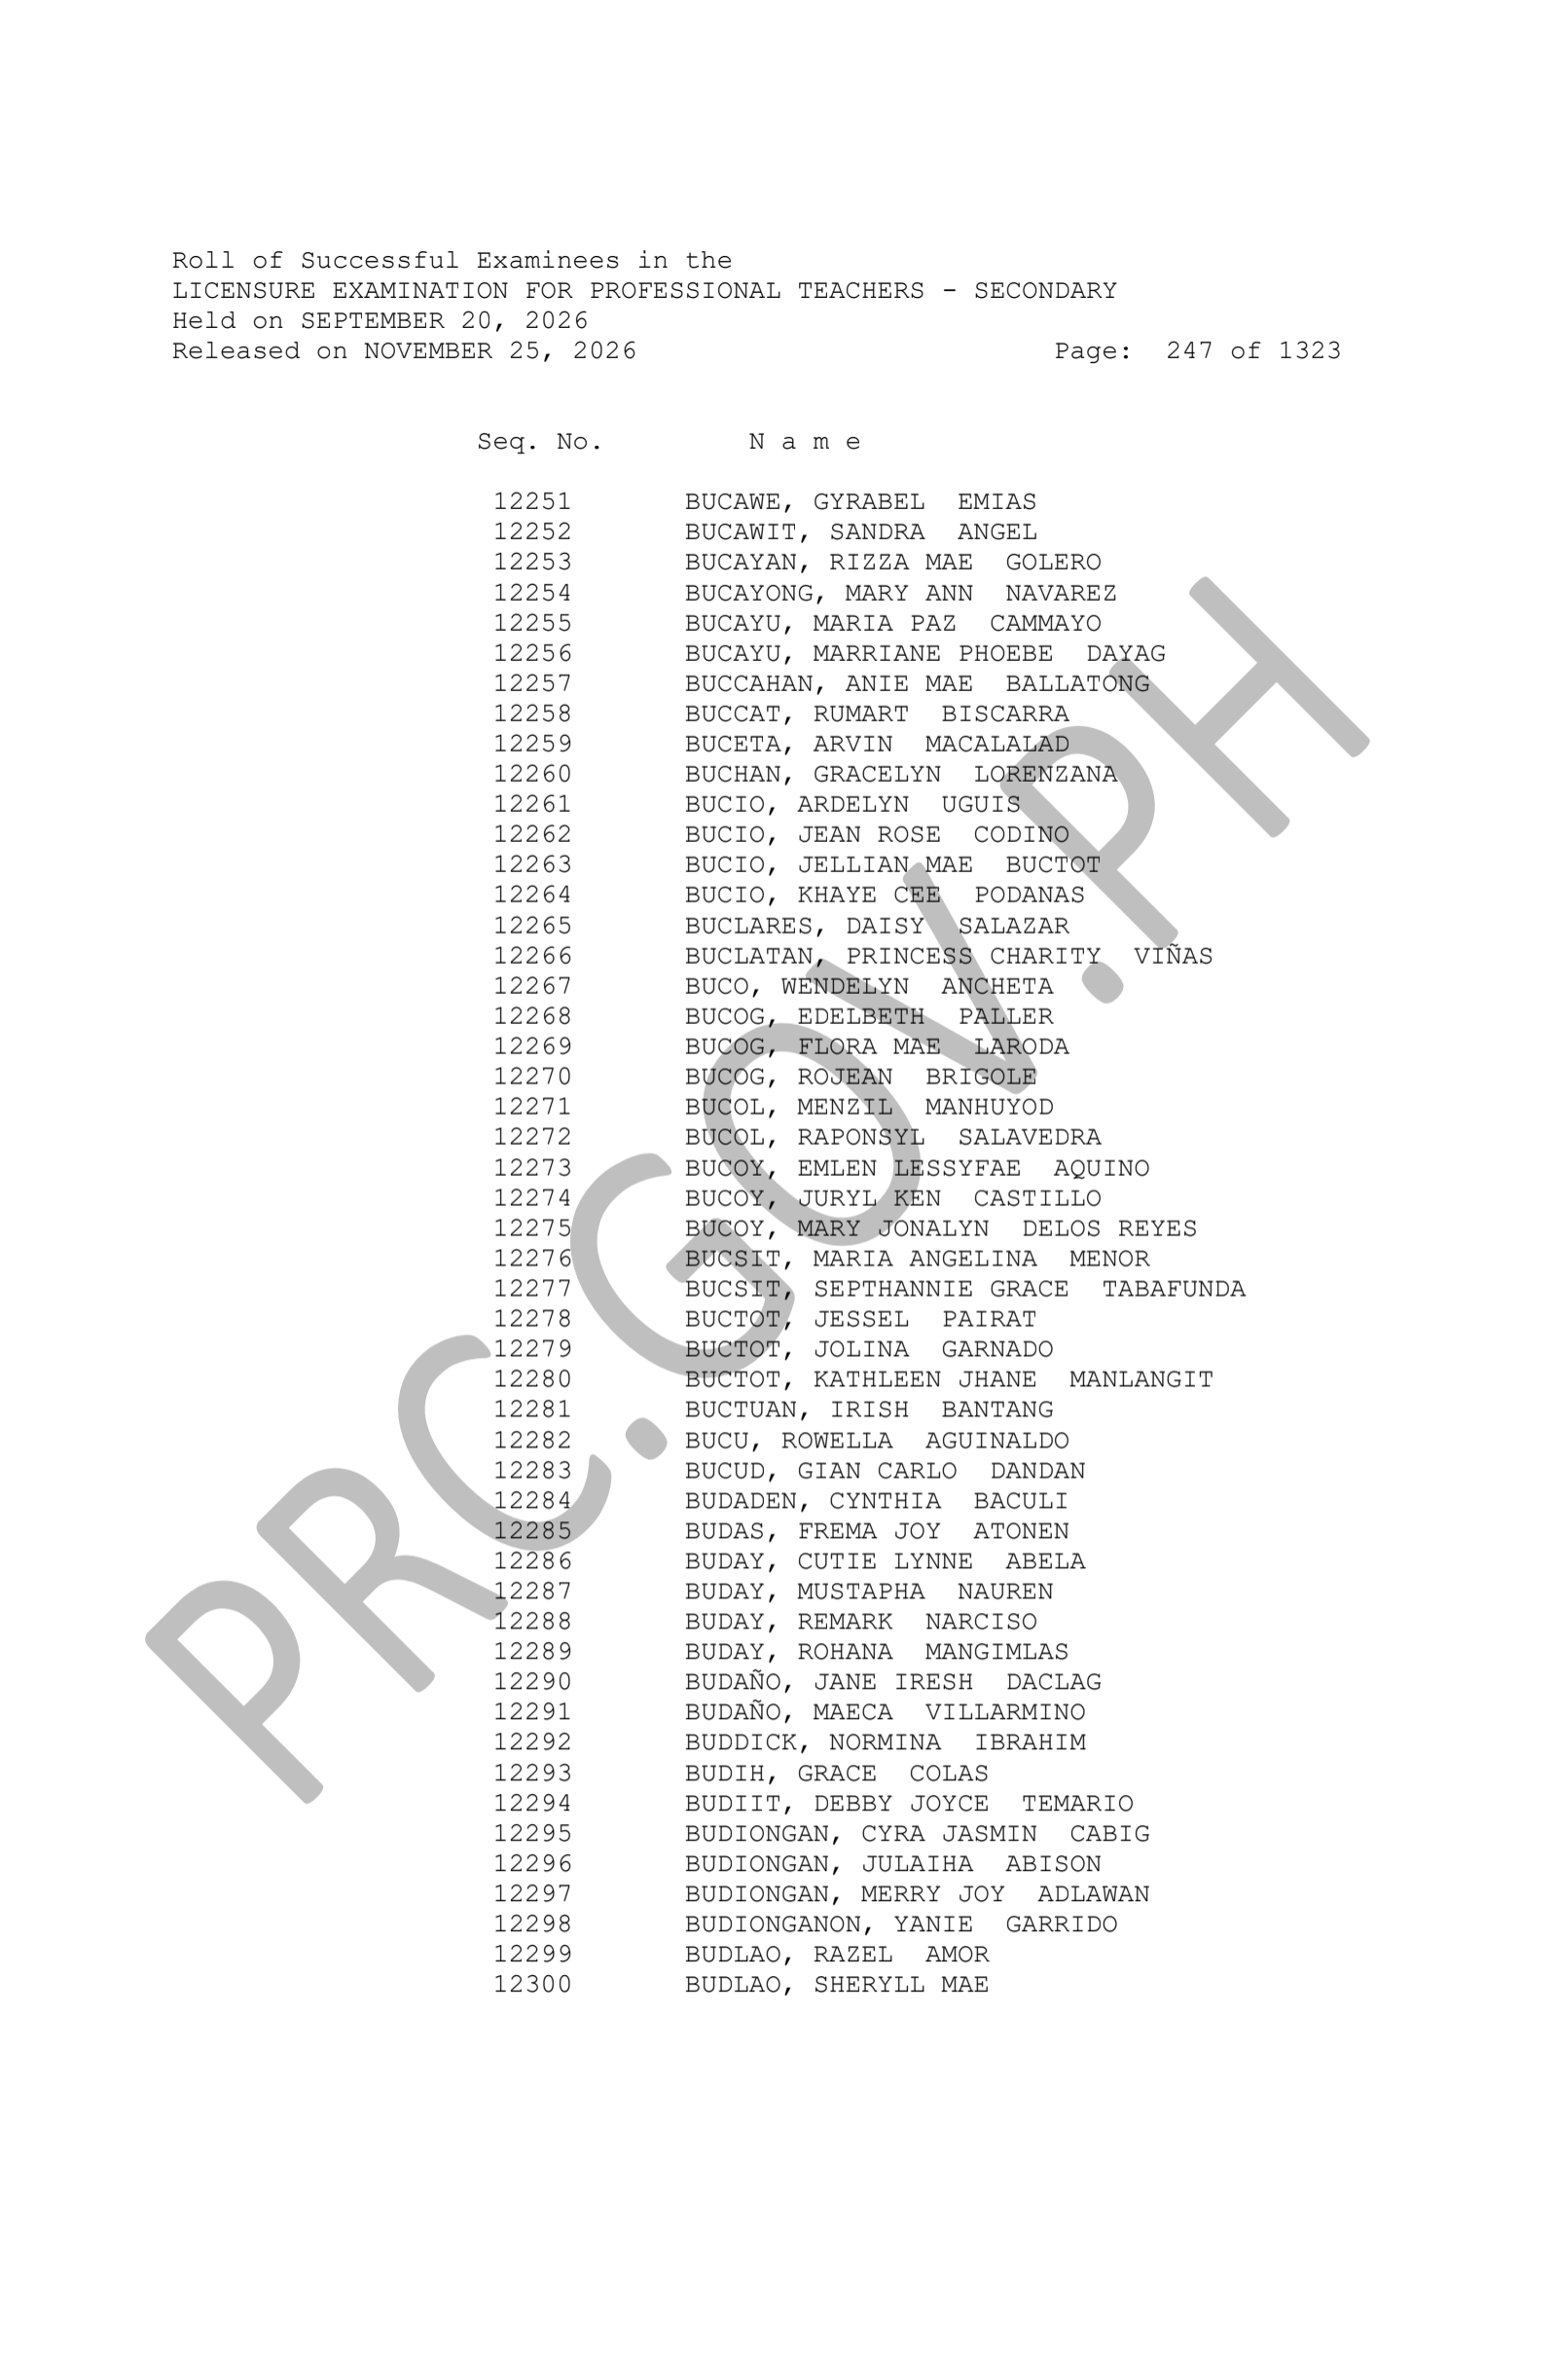 Roll of Successful Examinees in the
LICENSURE EXAMINATION FOR PROFESSIONAL TEACHERS - SECONDARY
Held on SEPTEMBER 20, 2026
Released on NOVEMBER 25, 2026 Page: 247 of 1323
Seq. No. N a m e
12251 BUCAWE, GYRABEL EMIAS
12252 BUCAWIT, SANDRA ANGEL
12253 BUCAYAN, RIZZA MAE GOLERO
12254 BUCAYONG, MARY ANN NAVAREZ
12255 BUCAYU, MARIA PAZ CAMMAYO
12256 BUCAYU, MARRIANE PHOEBE DAYAG
12257 BUCCAHAN, ANIE MAE BALLATONG
12258 BUCCAT, RUMART BISCARRA
12259 BUCETA, ARVIN MACALALAD
12260 BUCHAN, GRACELYN LORENZANA
12261 BUCIO, ARDELYN UGUIS
12262 BUCIO, JEAN ROSE CODINO
12263 BUCIO, JELLIAN MAE BUCTOT
12264 BUCIO, KHAYE CEE PODANAS
12265 BUCLARES, DAISY SALAZAR
12266 BUCLATAN, PRINCESS CHARITY VIÑAS
12267 BUCO, WENDELYN ANCHETA
12268 BUCOG, EDELBETH PALLER
12269 BUCOG, FLORA MAE LARODA
12270 BUCOG, ROJEAN BRIGOLE
12271 BUCOL, MENZIL MANHUYOD
12272 BUCOL, RAPONSYL SALAVEDRA
12273 BUCOY, EMLEN LESSYFAE AQUINO
12274 BUCOY, JURYL KEN CASTILLO
12275 BUCOY, MARY JONALYN DELOS REYES
12276 BUCSIT, MARIA ANGELINA MENOR
12277 BUCSIT, SEPTHANNIE GRACE TABAFUNDA
12278 BUCTOT, JESSEL PAIRAT
12279 BUCTOT, JOLINA GARNADO
12280 BUCTOT, KATHLEEN JHANE MANLANGIT
12281 BUCTUAN, IRISH BANTANG
12282 BUCU, ROWELLA AGUINALDO
12283 BUCUD, GIAN CARLO DANDAN
12284 BUDADEN, CYNTHIA BACULI
12285 BUDAS, FREMA JOY ATONEN
12286 BUDAY, CUTIE LYNNE ABELA
12287 BUDAY, MUSTAPHA NAUREN
12288 BUDAY, REMARK NARCISO
12289 BUDAY, ROHANA MANGIMLAS
12290 BUDAÑO, JANE IRESH DACLAG
12291 BUDAÑO, MAECA VILLARMINO
12292 BUDDICK, NORMINA IBRAHIM
12293 BUDIH, GRACE COLAS
12294 BUDIIT, DEBBY JOYCE TEMARIO
12295 BUDIONGAN, CYRA JASMIN CABIG
12296 BUDIONGAN, JULAIHA ABISON
12297 BUDIONGAN, MERRY JOY ADLAWAN
12298 BUDIONGANON, YANIE GARRIDO
12299 BUDLAO, RAZEL AMOR
12300 BUDLAO, SHERYLL MAE
PRC.GOV.PH